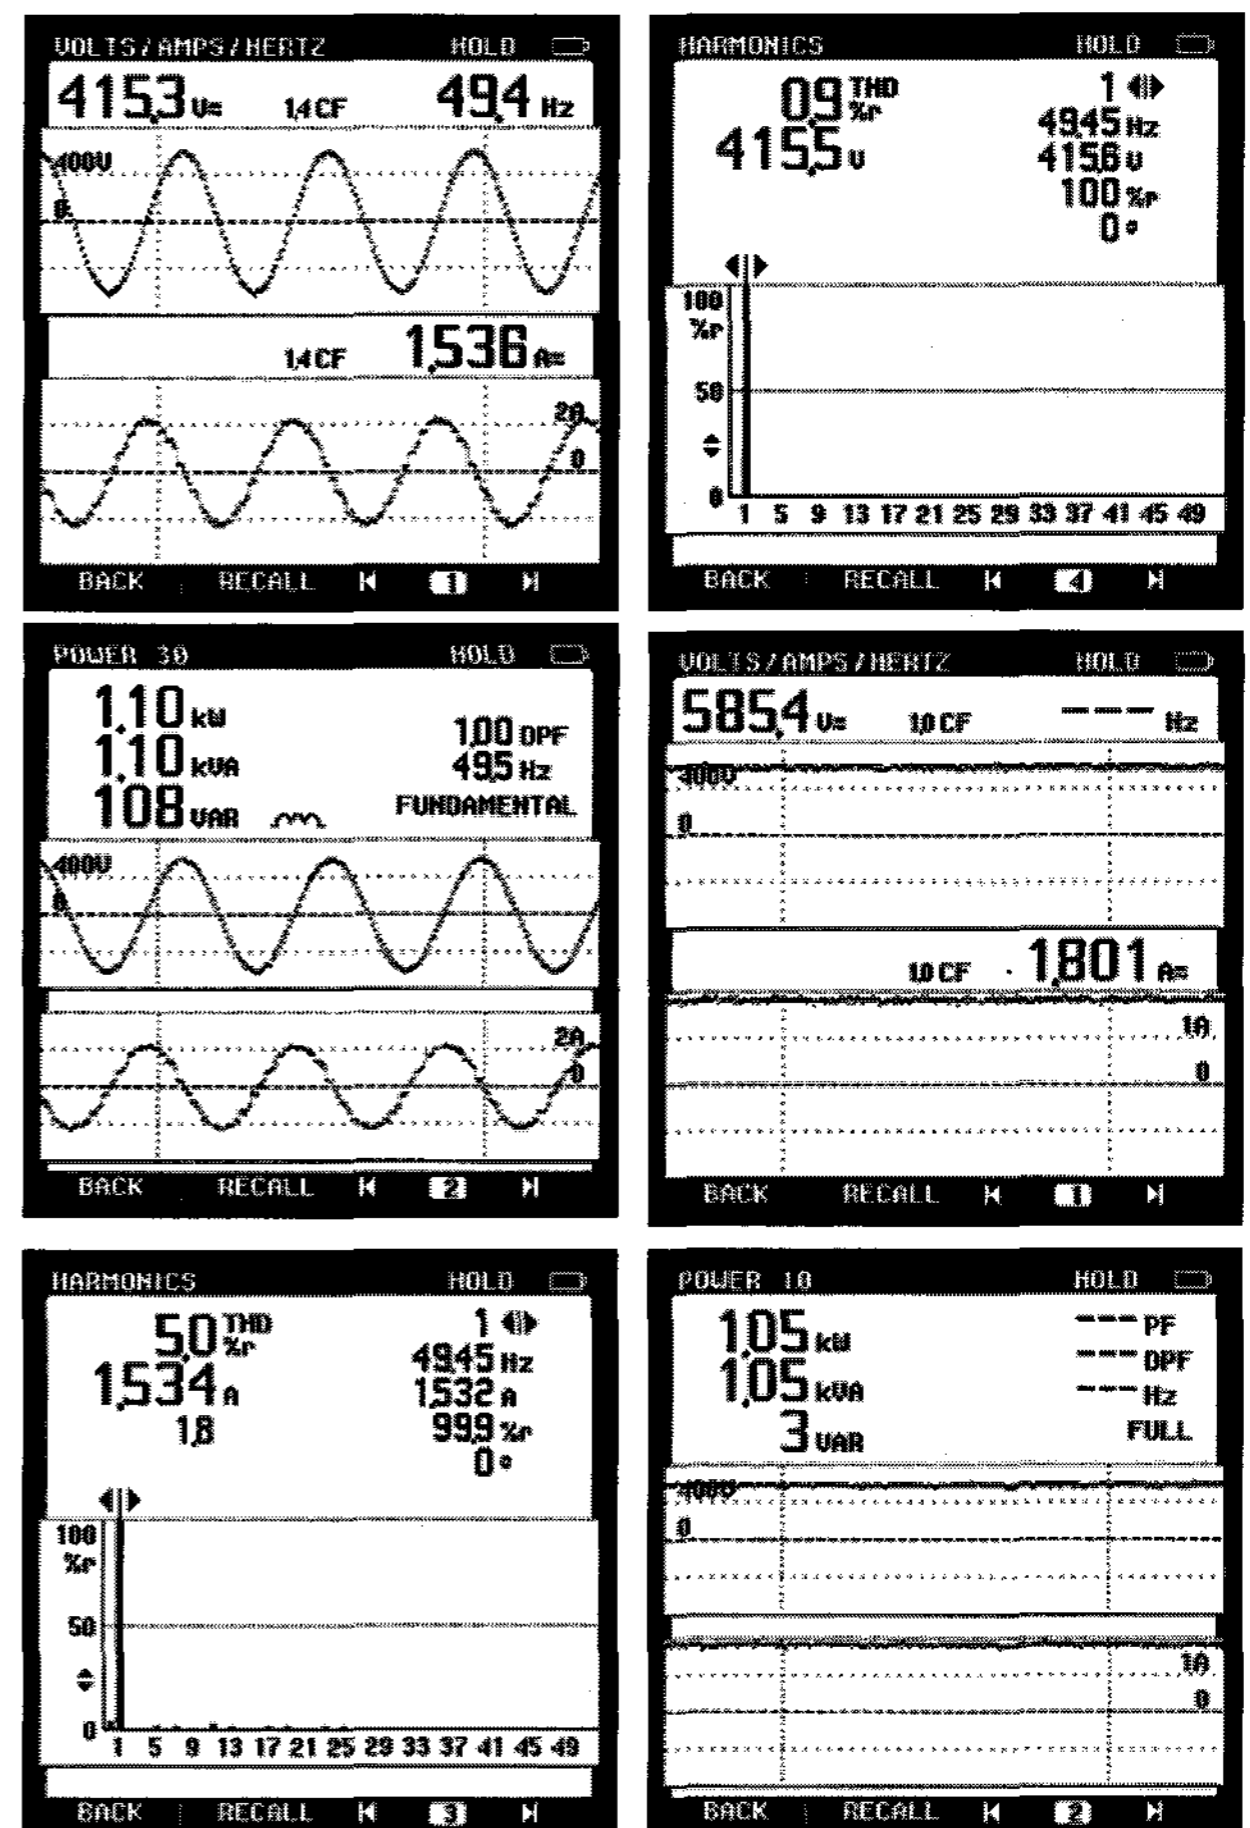 VOLTS/AMPS/HERTZ HOLD
415.3 V≂ 1.4 CF 49.4 Hz
400V
0
1.4 CF 1.536 A≂
2A
0
BACK RECALL 1
HARMONICS HOLD
0.9 THD %r 1
49.45 Hz
415.5 V 415.6 V
100 %r
0 °
100
%r
50
0
1 5 9 13 17 21 25 29 33 37 41 45 49
BACK RECALL 4
POWER 3Ø HOLD
1.10 kW
1.10 kVA 1.00 DPF
49.5 Hz
108 VAR FUNDAMENTAL
400V
0
2A
0
BACK RECALL 2
VOLTS/AMPS/HERTZ HOLD
585.4 V≂ 1.0 CF --- Hz
400V
0
1.0 CF 1.801 A≂
1A
0
BACK RECALL 1
HARMONICS HOLD
5.0 THD %r 1
49.45 Hz
1.534 A 1.532 A
1.8 99.9 %r
0 °
100
%r
50
0
1 5 9 13 17 21 25 29 33 37 41 45 49
BACK RECALL 3
POWER 1Ø HOLD
1.05 kW --- PF
--- DPF
1.05 kVA --- Hz
3 VAR FULL
400V
0
1A
0
BACK RECALL 2